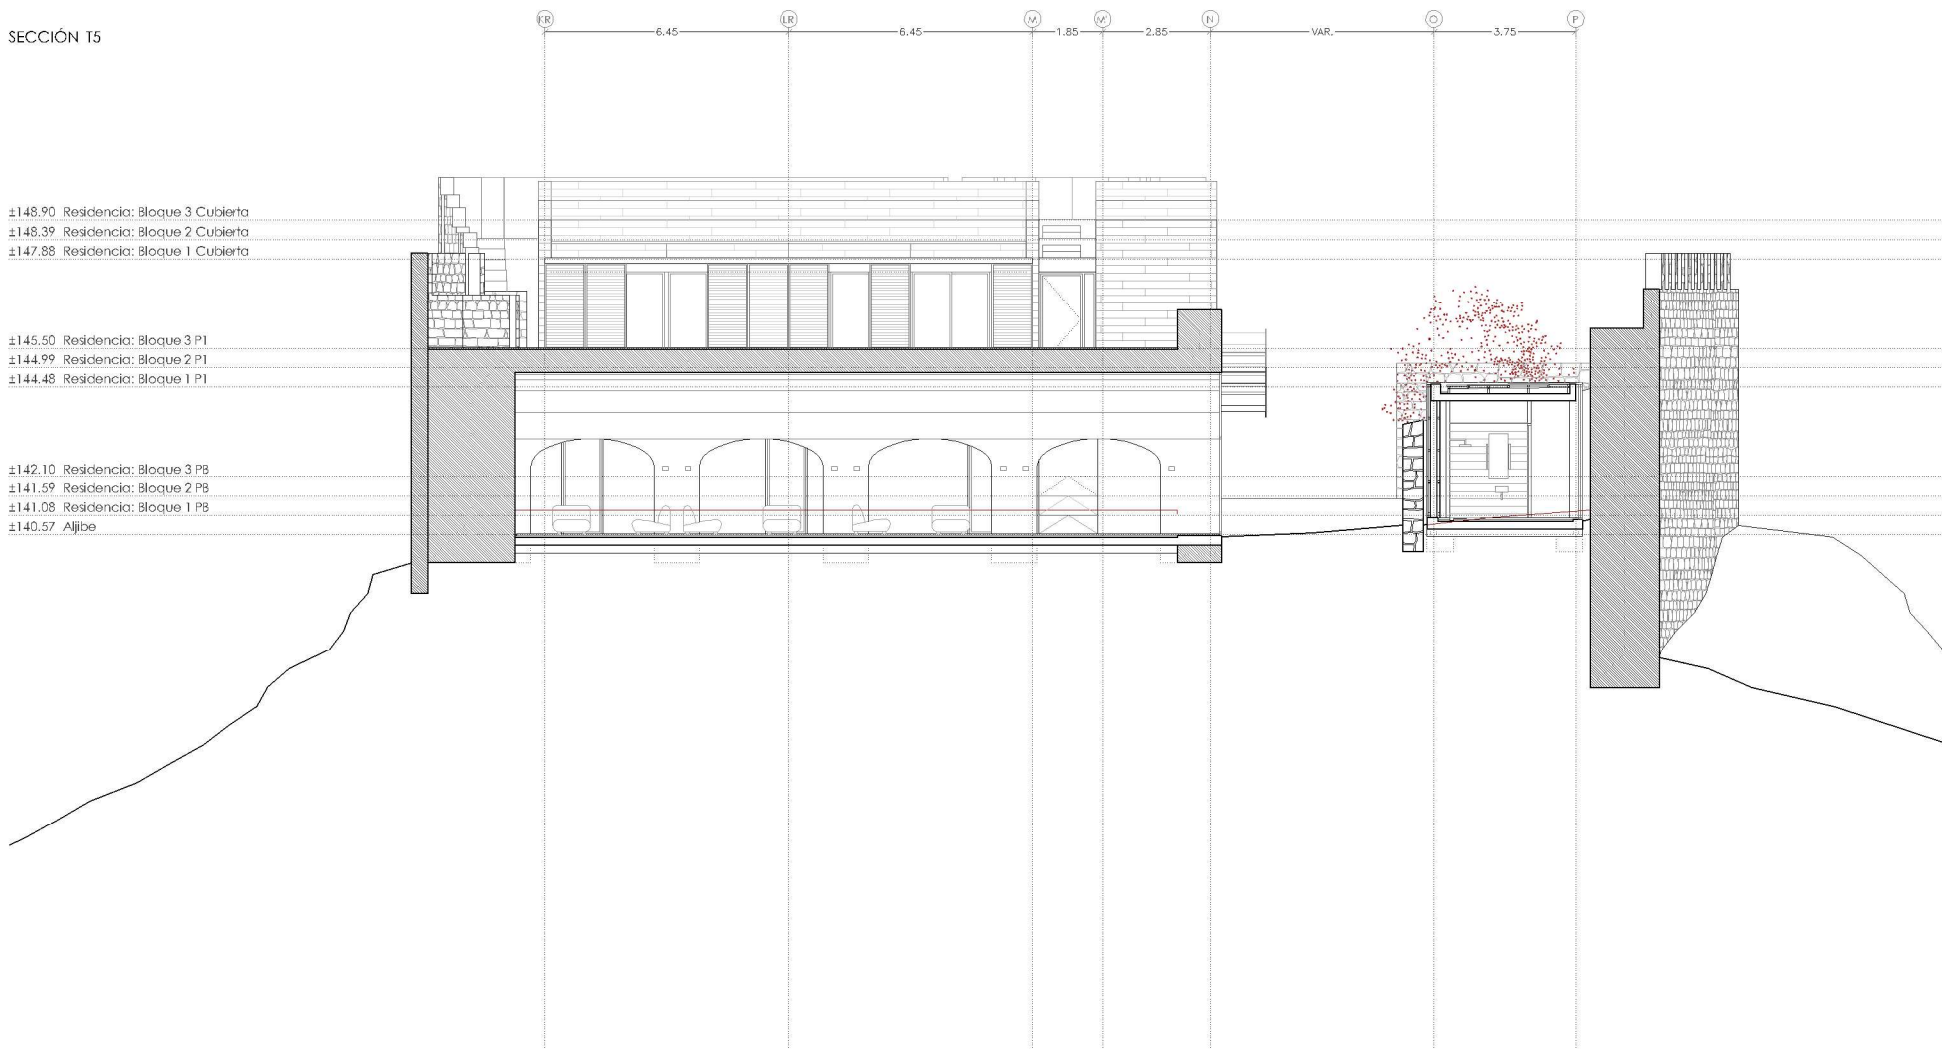 KR LR M M' N O P
6.45 6.45 1.85 2.85 VAR. 3.75
SECCIÓN T5
±148.90 Residencia: Bloque 3 Cubierta
±148.39 Residencia: Bloque 2 Cubierta
±147.88 Residencia: Bloque 1 Cubierta
±145.50 Residencia: Bloque 3 P1
±144.99 Residencia: Bloque 2 P1
±144.48 Residencia: Bloque 1 P1
±142.10 Residencia: Bloque 3 PB
±141.59 Residencia: Bloque 2 PB
±141.08 Residencia: Bloque 1 PB
±140.57 Aljibe